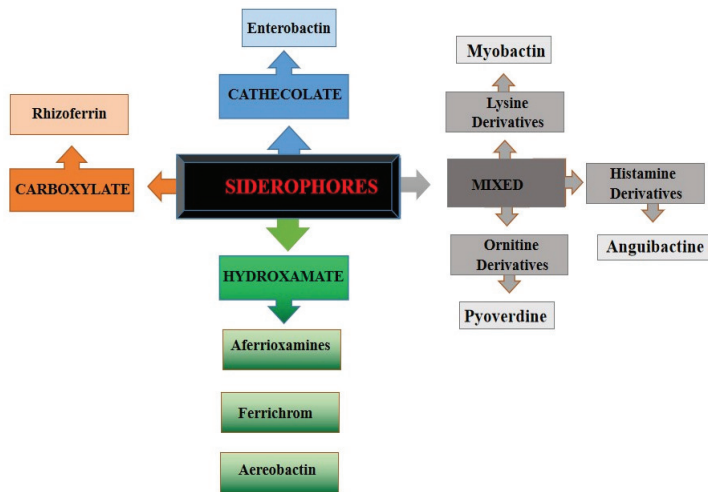 Enterobactin
CATHECOLATE
Rhizoferrin
CARBOXYLATE
SIDEROPHORES
HYDROXAMATE
Aferrioxamines
Ferrichrom
Aereobactin
Myobactin
Lysine
Derivatives
MIXED
Histamine
Derivatives
Anguibactine
Ornitine
Derivatives
Pyoverdine